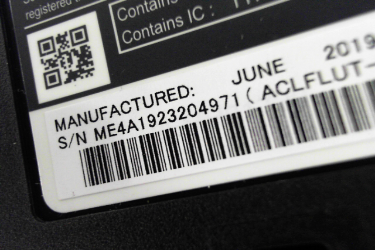 registered
Contains
Contains IC :
MANUFACTURED: JUNE 2019
S/N ME4A1923204971 ( ACLFLUT-